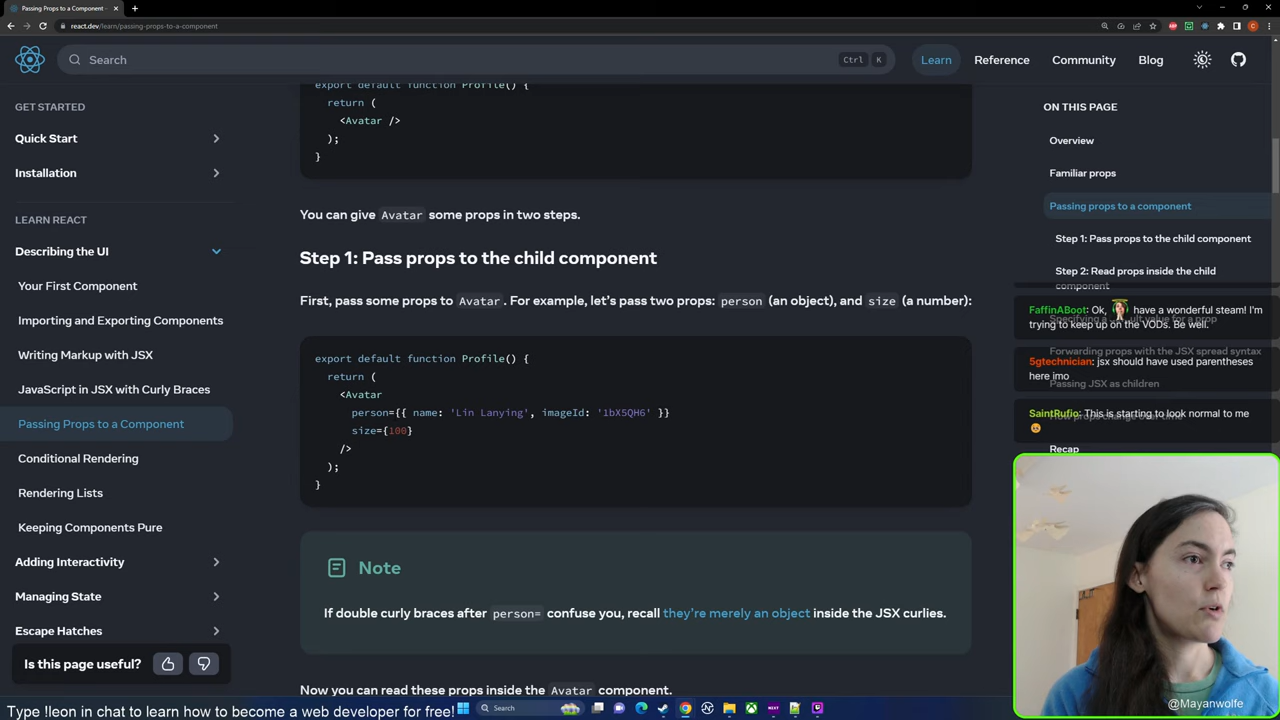 Passing Props to a Component –
react.dev/learn/passing-props-to-a-component
Search
Ctrl K
Learn
Reference
Community
Blog
GET STARTED
Quick Start
Installation
LEARN REACT
Describing the UI
Your First Component
Importing and Exporting Components
Writing Markup with JSX
JavaScript in JSX with Curly Braces
Passing Props to a Component
Conditional Rendering
Rendering Lists
Keeping Components Pure
Adding Interactivity
Managing State
Escape Hatches
Is this page useful?
export default function Profile() {
return (
<Avatar />
);
}
You can give Avatar some props in two steps.
Step 1: Pass props to the child component
First, pass some props to Avatar. For example, let's pass two props: person (an object), and size (a number):
export default function Profile() {
return (
<Avatar
person={{ name: 'Lin Lanying', imageId: '1bX5QH6' }}
size={100}
/>
);
}
Note
If double curly braces after person= confuse you, recall they're merely an object inside the JSX curlies.
Now you can read these props inside the Avatar component.
ON THIS PAGE
Overview
Familiar props
Passing props to a component
Step 1: Pass props to the child component
Step 2: Read props inside the child
component
FaffinABoot: Ok, have a wonderful steam! I'm
trying to keep up on the VODs. Be well.
Forwarding props with the JSX spread syntax
5gtechnician: jsx should have used parentheses
here imo
Passing JSX as children
SaintRufio: This is starting to look normal to me
Recap
@Mayanwolfe
Type !leon in chat to learn how to become a web developer for free!
Search